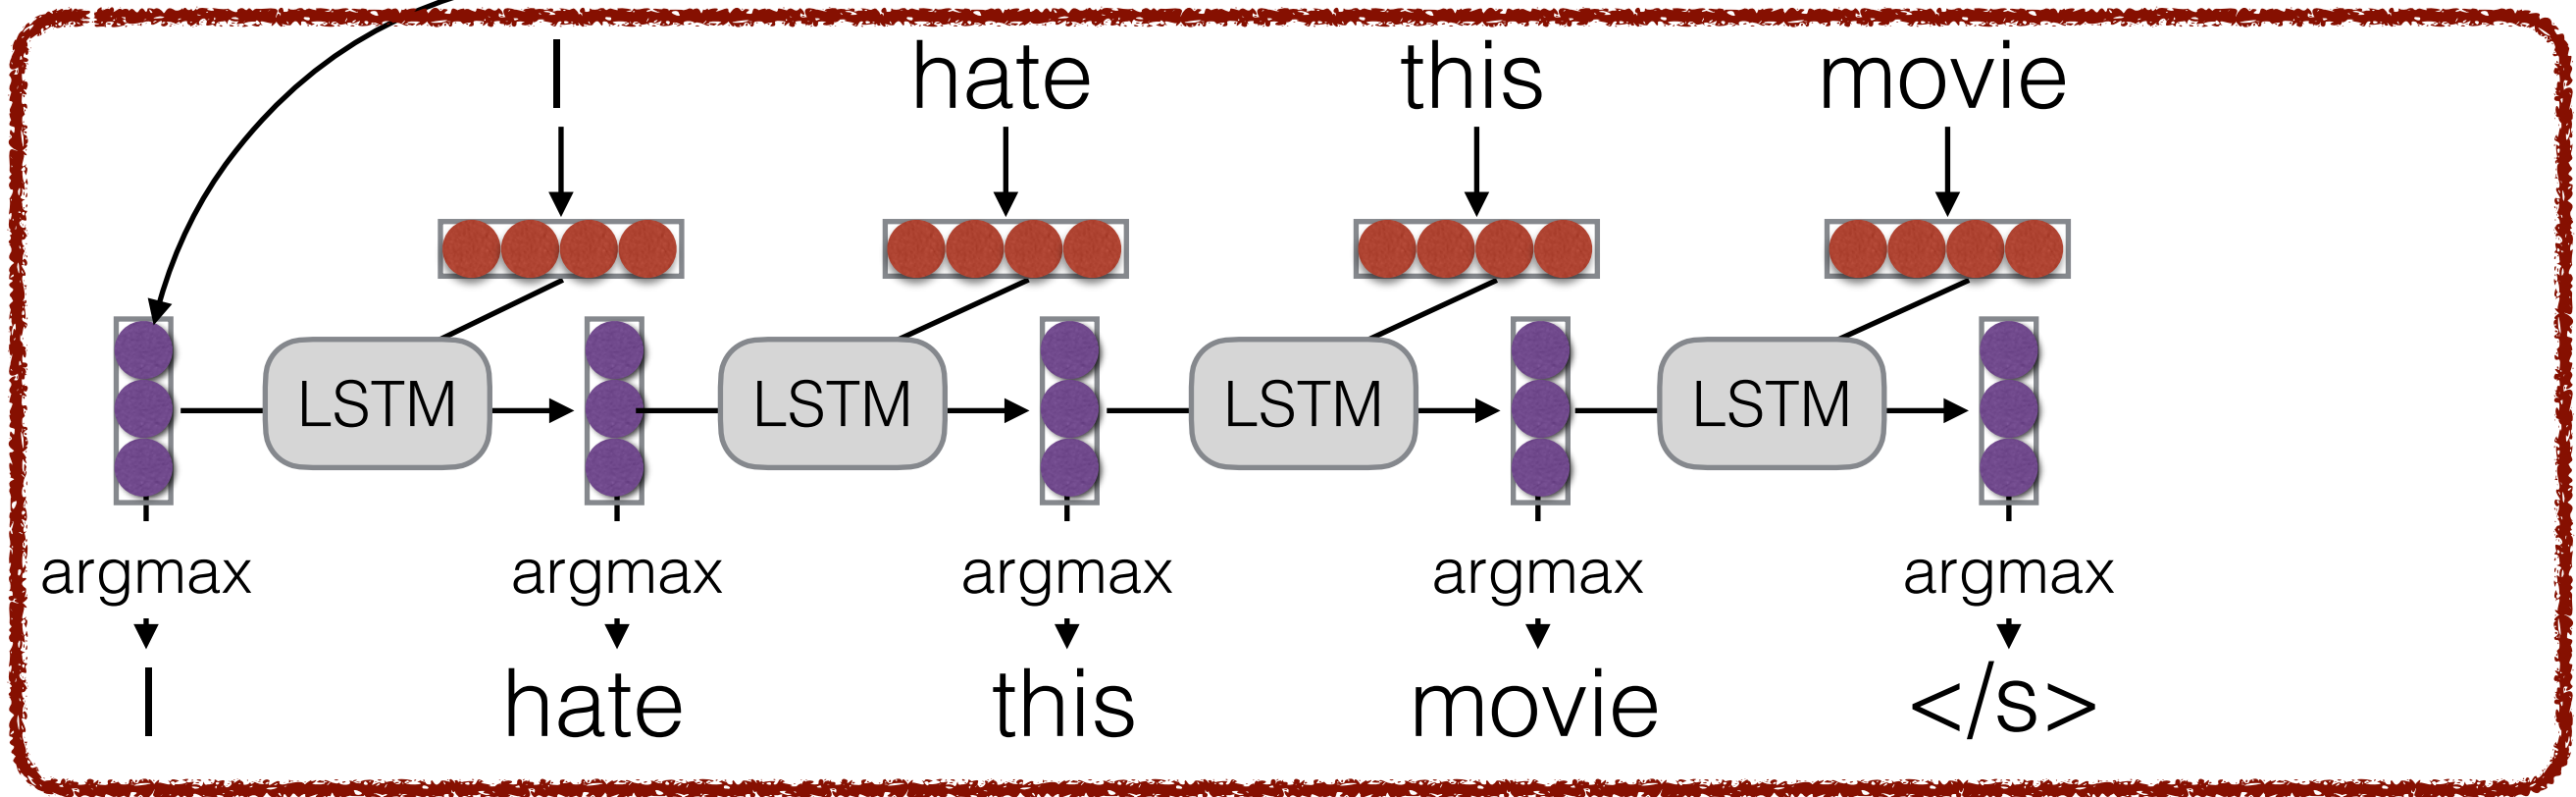 I hate this movie
LSTM LSTM LSTM LSTM
argmax argmax argmax argmax argmax
I hate this movie </s>